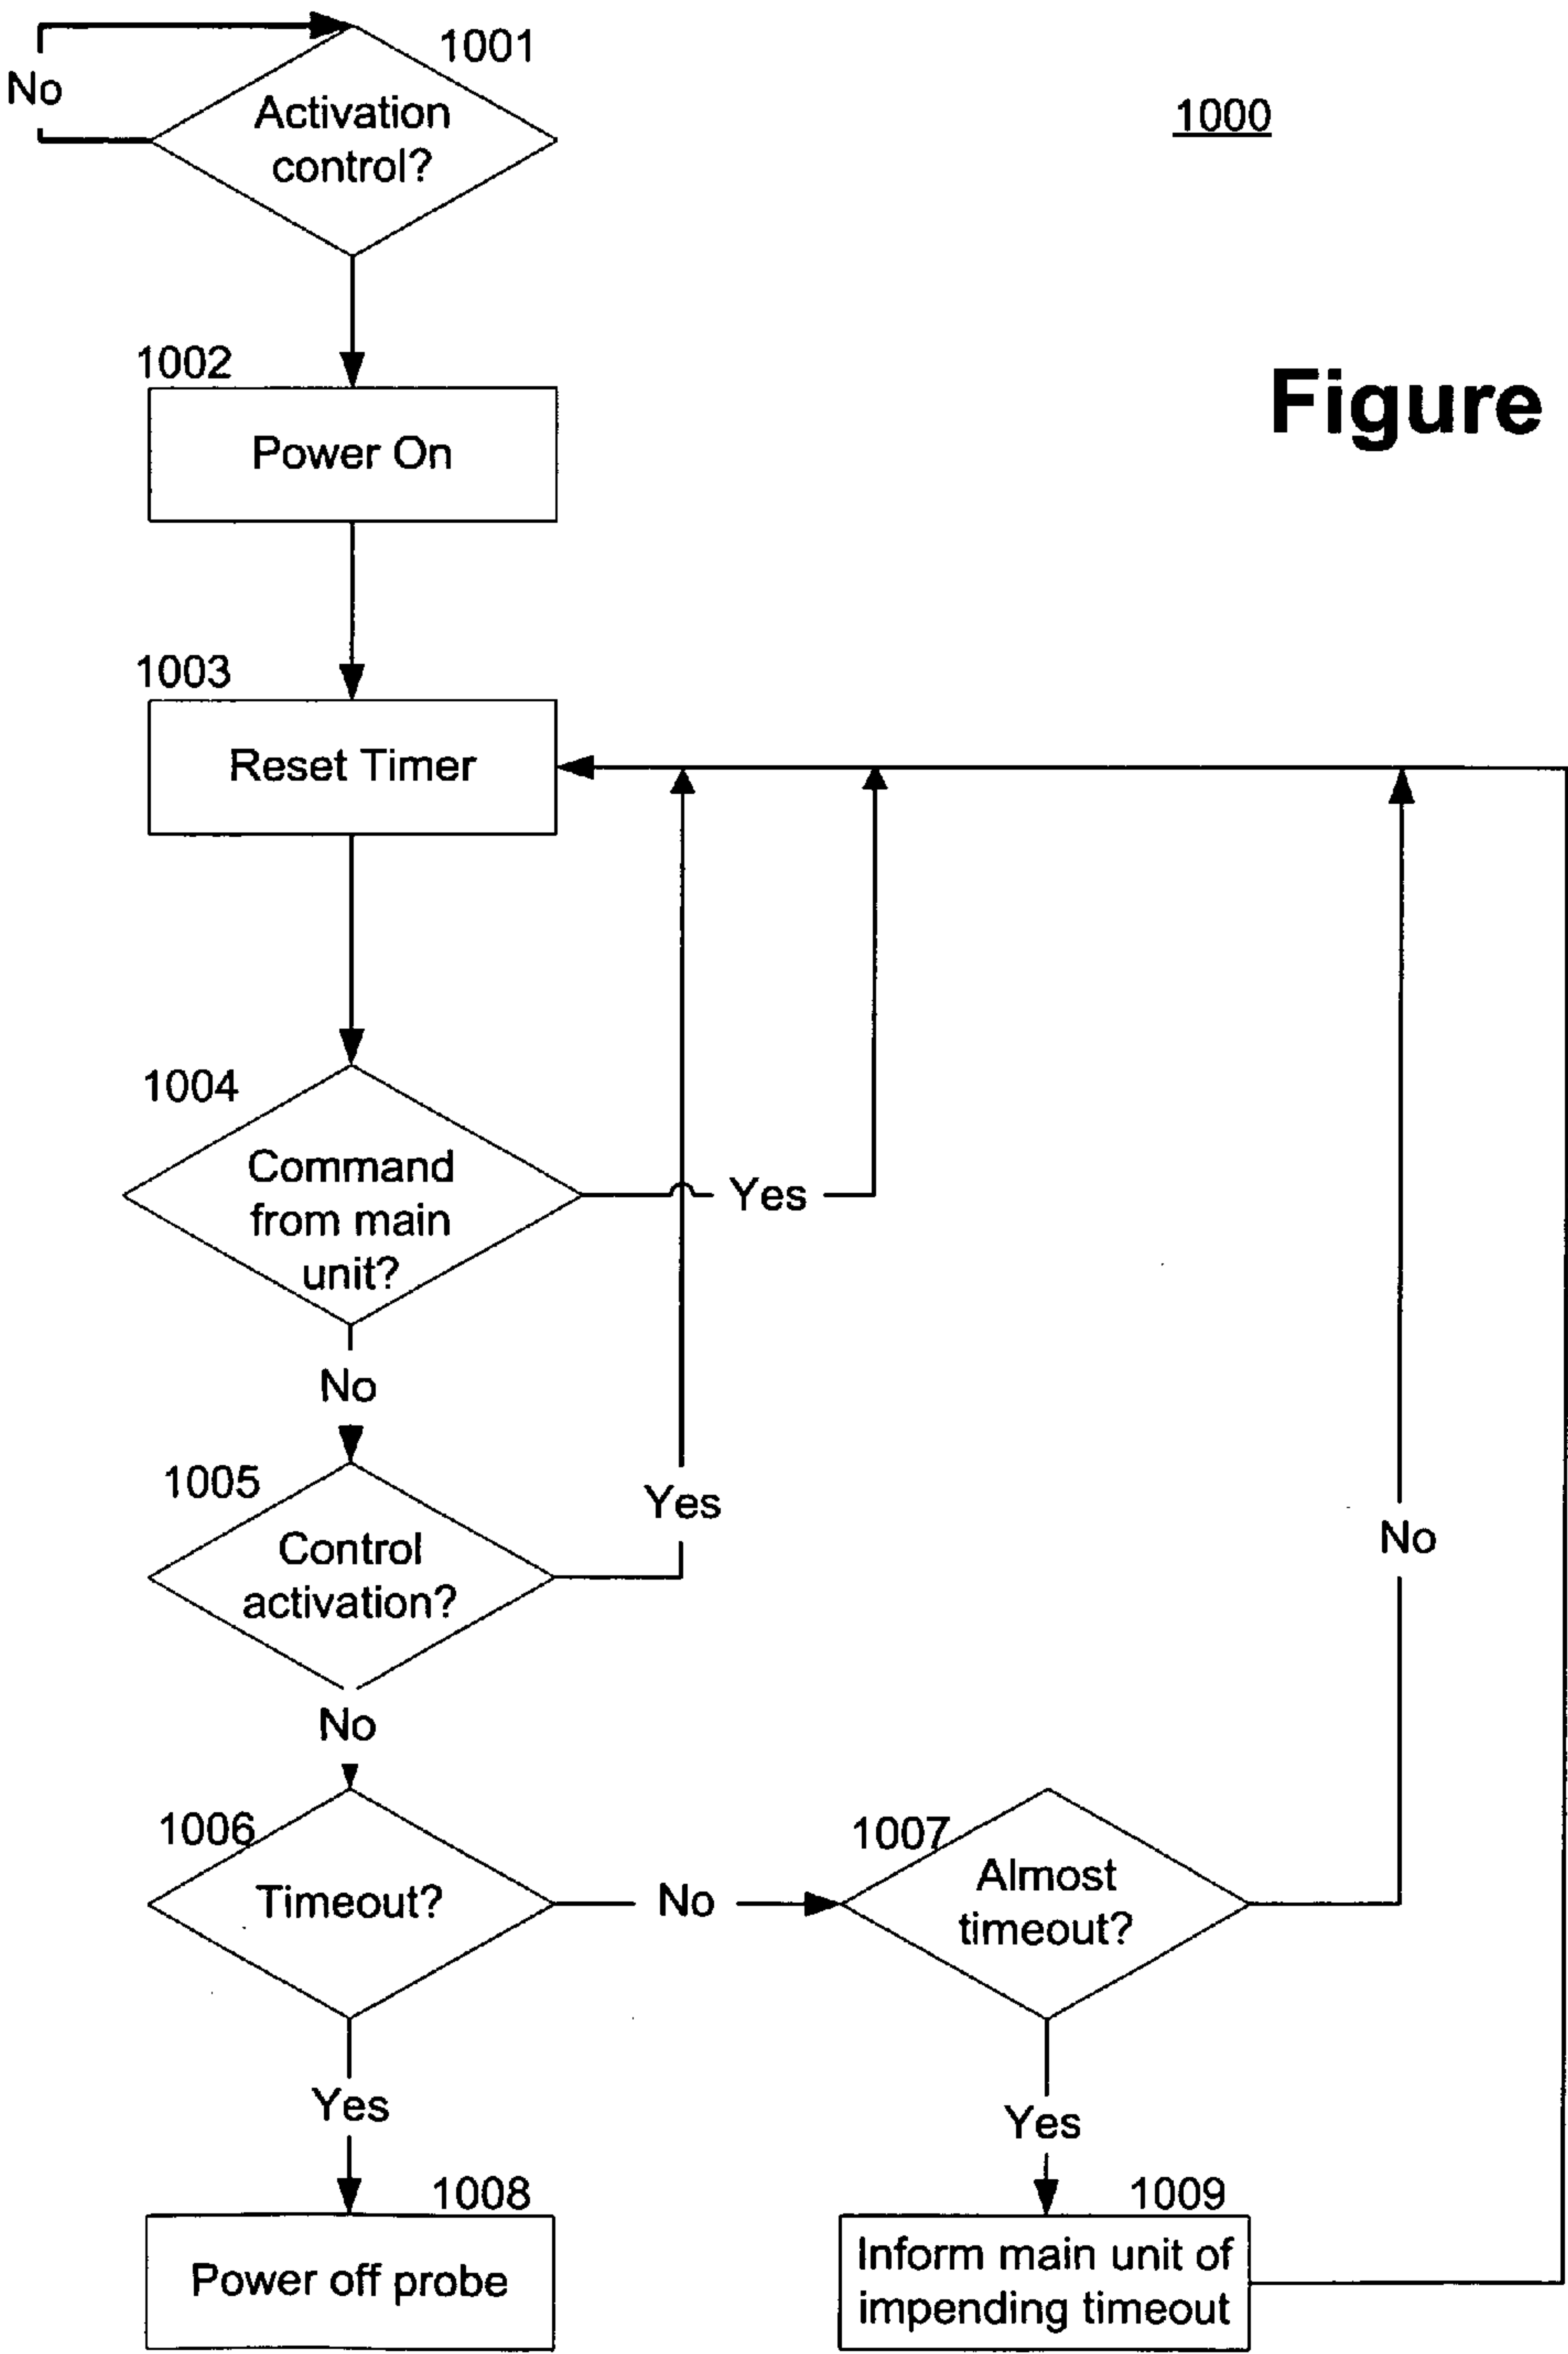 1001
No
Activation
control?
1000
1002
Power On
Figure
1003
Reset Timer
1004
Command
from main
unit?
Yes
No
1005
Control
activation?
Yes
No
No
1006
Timeout?
No
1007
Almost
timeout?
Yes
Yes
1008
Power off probe
1009
Inform main unit of
impending timeout